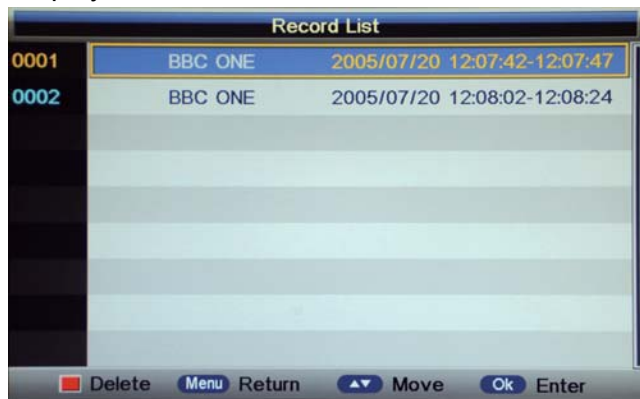 Record List
0001 BBC ONE 2005/07/20 12:07:42-12:07:47
0002 BBC ONE 2005/07/20 12:08:02-12:08:24
Delete Menu Return Move Ok Enter